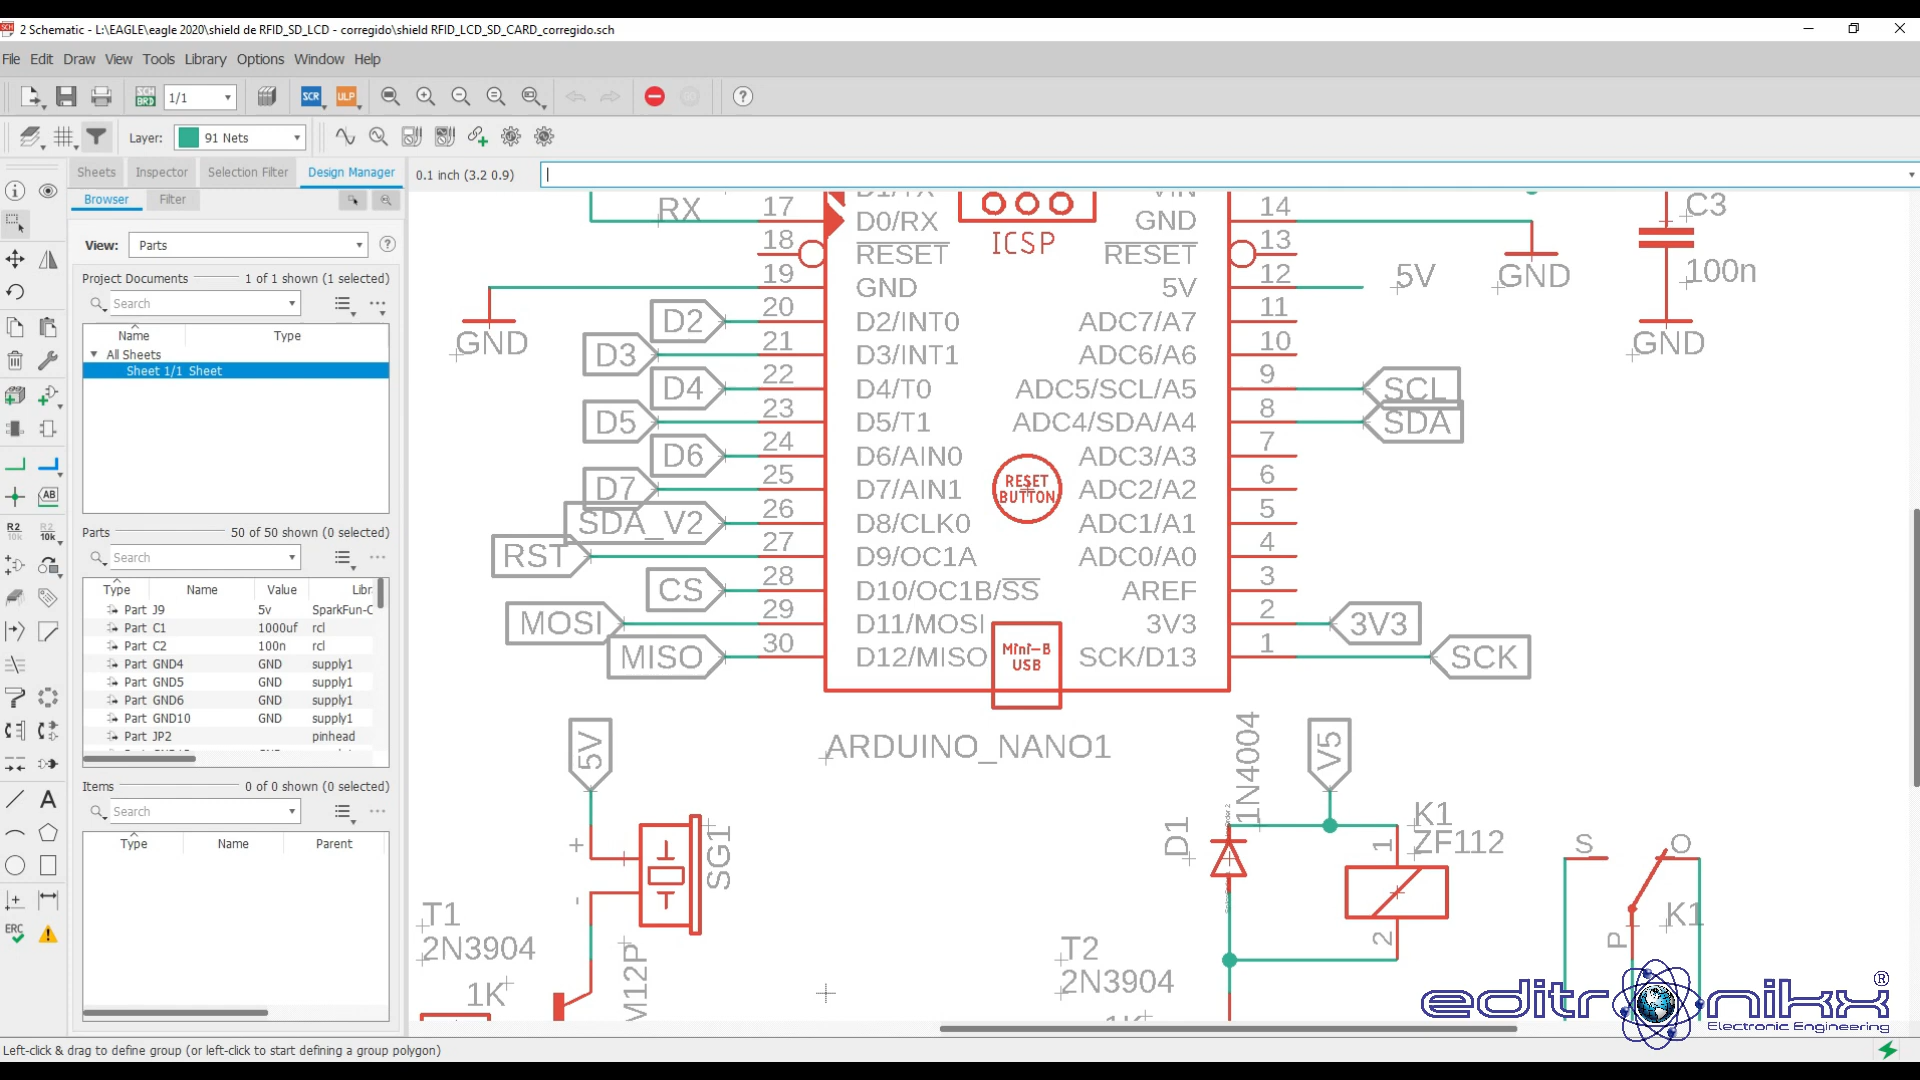 2 Schematic - L:\EAGLE\eagle 2020\shield de RFID_SD_LCD - corregido\shield RFID_LCD_SD_CARD_corregido.sch
File Edit Draw View Tools Library Options Window Help
SCH BRD 1/1 SCR ULP
Layer: 91 Nets
Sheets Inspector Selection Filter Design Manager
0.1 inch (3.2 0.9)
Browser Filter
View: Parts
Project Documents 1 of 1 shown (1 selected)
Search
Name Type
All Sheets
Sheet 1/1 Sheet
Parts 50 of 50 shown (0 selected)
Search
Type Name Value Libr
Part J9 5v SparkFun-C
Part C1 1000uf rcl
Part C2 100n rcl
Part GND4 GND supply1
Part GND5 GND supply1
Part GND6 GND supply1
Part GND10 GND supply1
Part JP2 pinhead
Items 0 of 0 shown (0 selected)
Search
Type Name Parent
R2 10k R2 10k
AB
A
ERC
RX 17 D0/RX ICSP GND 14 C3
18 RESET RESET 13
19 GND 5V 12 5V GND 100n
GND D2 20 D2/INT0 ADC7/A7 11 GND
D3 21 D3/INT1 ADC6/A6 10
D4 22 D4/T0 ADC5/SCL/A5 9 SCL
D5 23 D5/T1 ADC4/SDA/A4 8 SDA
D6 24 D6/AIN0 ADC3/A3 7
D7 25 D7/AIN1 RESET BUTTON ADC2/A2 6
SDA_V2 26 D8/CLK0 ADC1/A1 5
RST 27 D9/OC1A ADC0/A0 4
CS 28 D10/OC1B/SS AREF 3
MOSI 29 D11/MOSI 3V3 2 3V3
MISO 30 D12/MISO Mini-B USB SCK/D13 1 SCK
ARDUINO_NANO1
5V
+
-
SG1
M12P
T1
2N3904
1K
1N4004
D1
V5
K1
ZF112
1
2
T2
2N3904
1K
S O
P K1
editronikx ®
Electronic Engineering
Left-click & drag to define group (or left-click to start defining a group polygon)